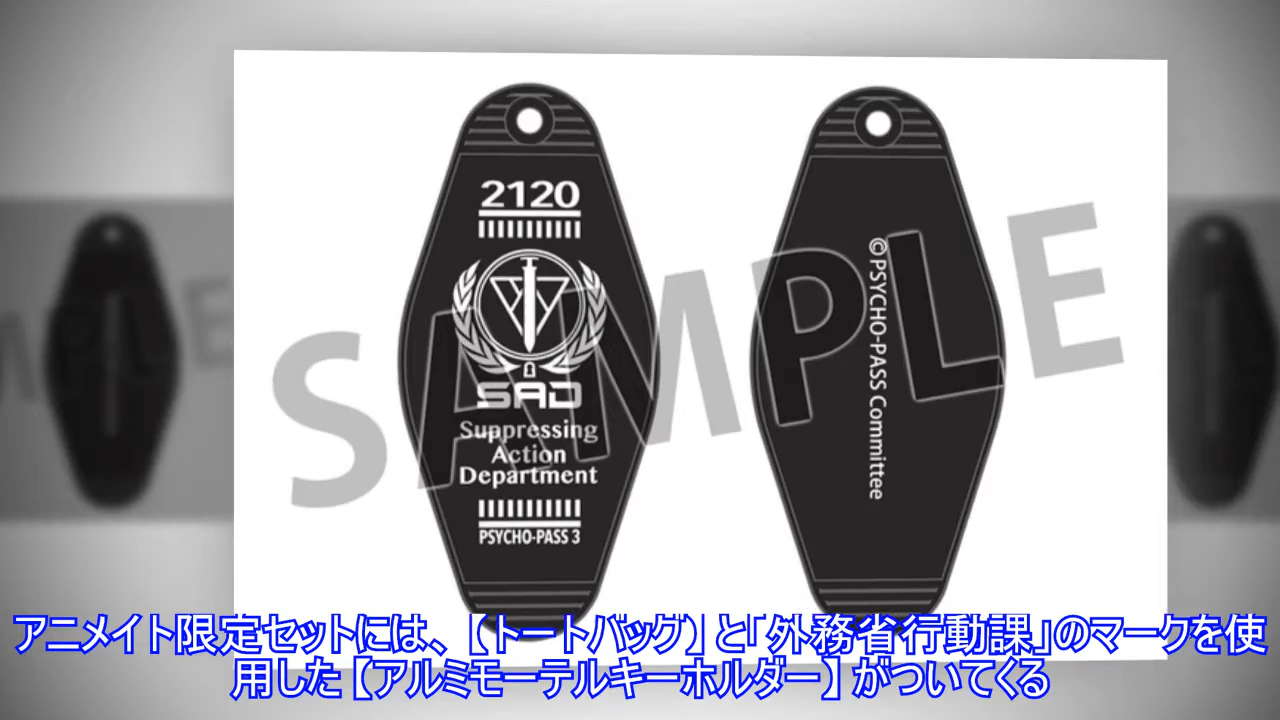 2120
SAD
Suppressing
Action
Department
PSYCHO-PASS 3
©PSYCHO-PASS Committee
SAMPLE
アニメイト限定セットには、【トートバッグ】と「外務省行動課」のマークを使
用した【アルミモーテルキーホルダー】がついてくる